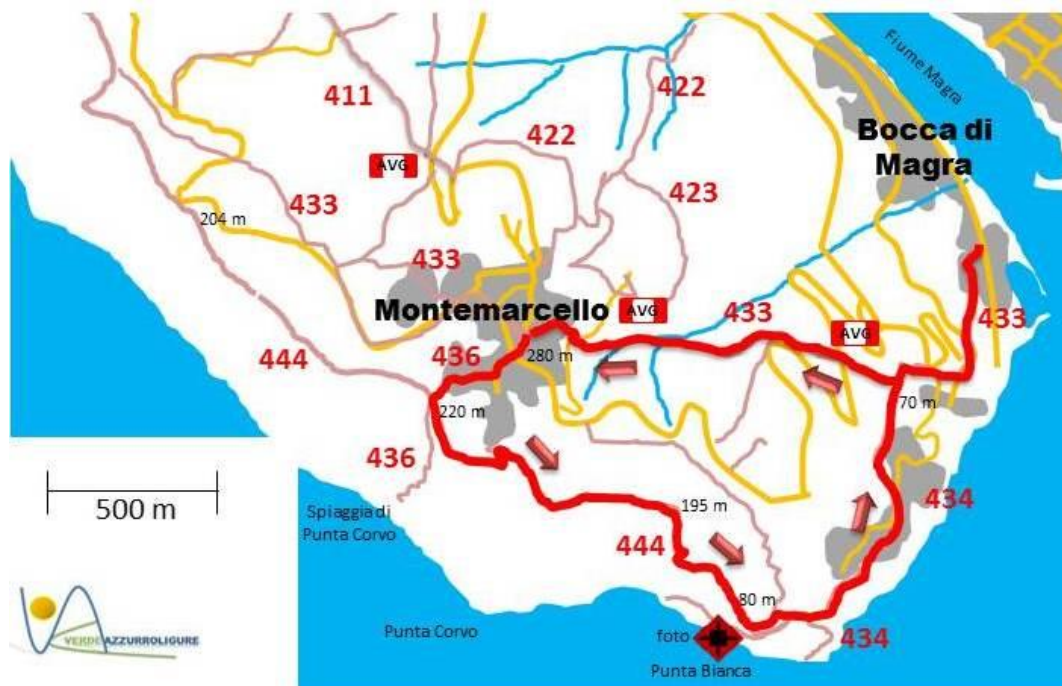 Fiume Magra
411
422
422
Bocca di
Magra
AVG
423
433
204 m
433
Montemarcello
AVG
433
AVG
433
444
436
280 m
220 m
70 m
436
434
500 m
Spiaggia di
Punta Corvo
195 m
444
80 m
VERDEAZZURROLIGURE
Punta Corvo
foto
434
Punta Bianca